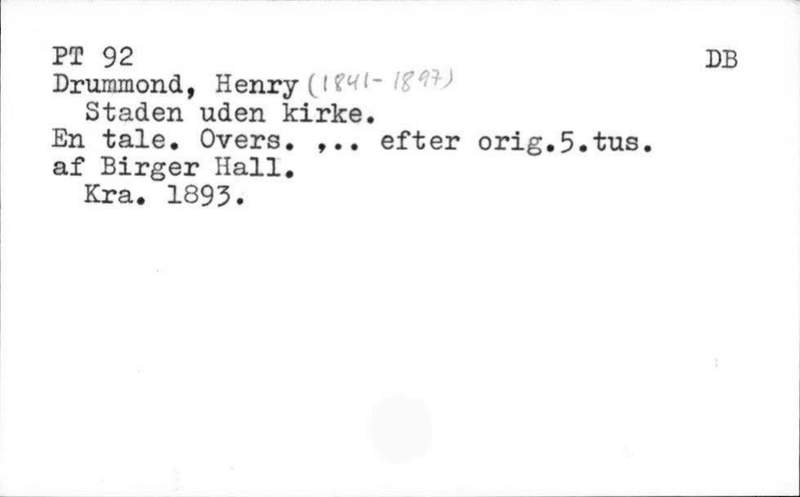 PT 92 DB
Drummond, Henry (1841-1897)
Staden uden kirke.
En tale. Overs. ,.. efter orig.5.tus.
af Birger Hall.
Kra. 1893.